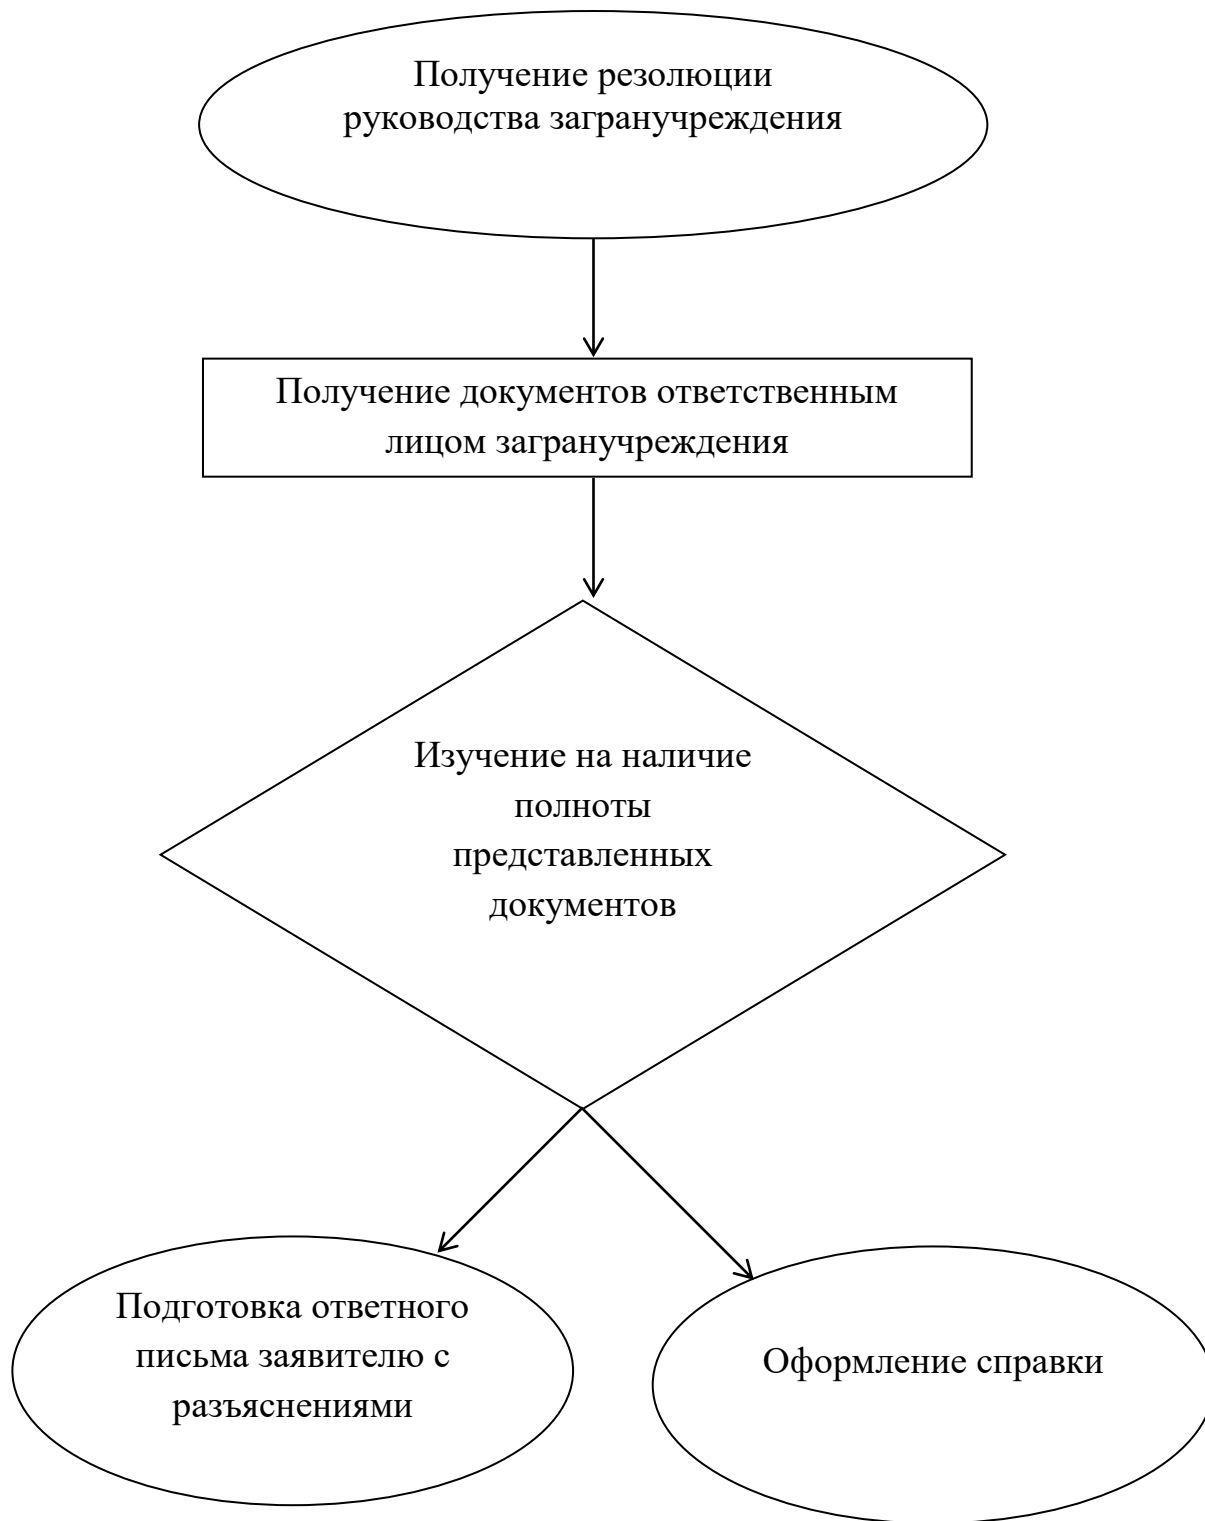 Получение резолюции
руководства загранучреждения
Получение документов ответственным
лицом загранучреждения
Изучение на наличие
полноты
представленных
документов
Подготовка ответного
письма заявителю с
разъяснениями
Оформление справки